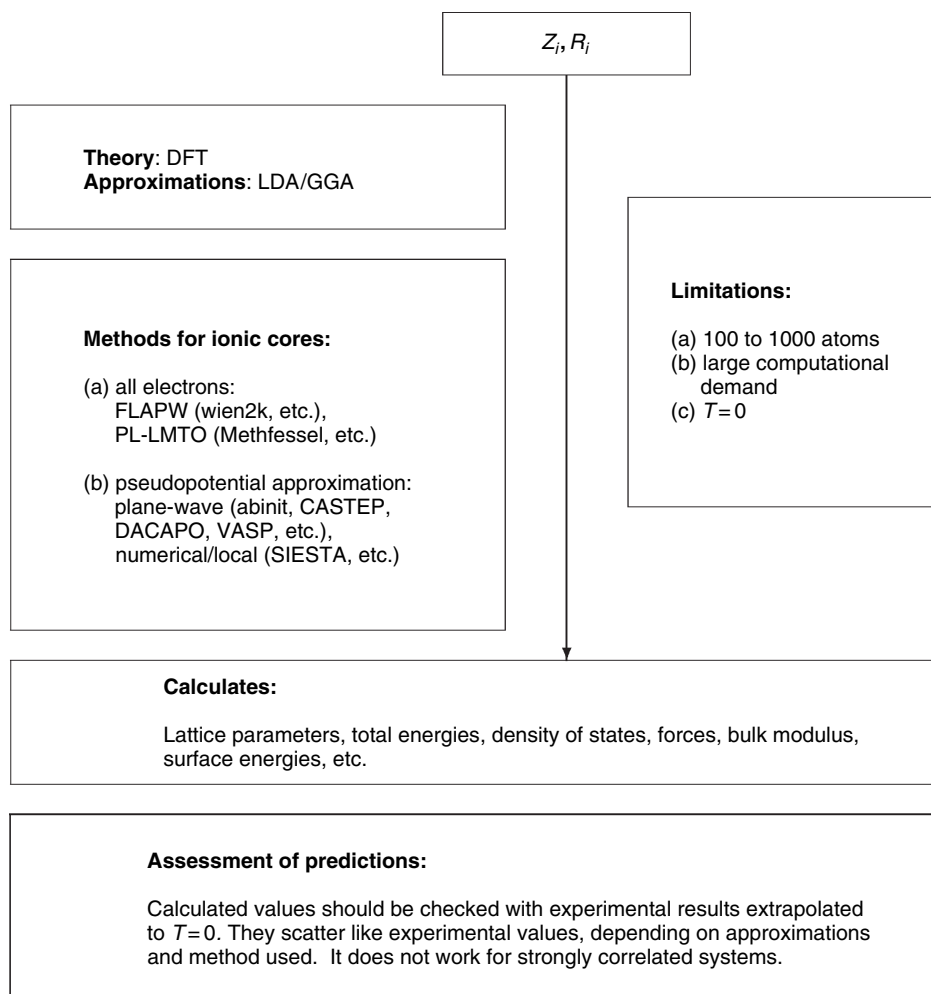 Zi, Ri
Theory: DFT
Approximations: LDA/GGA
Methods for ionic cores:
(a) all electrons:
FLAPW (wien2k, etc.),
PL-LMTO (Methfessel, etc.)
(b) pseudopotential approximation:
plane-wave (abinit, CASTEP,
DACAPO, VASP, etc.),
numerical/local (SIESTA, etc.)
Limitations:
(a) 100 to 1000 atoms
(b) large computational
demand
(c) T=0
Calculates:
Lattice parameters, total energies, density of states, forces, bulk modulus,
surface energies, etc.
Assessment of predictions:
Calculated values should be checked with experimental results extrapolated
to T=0. They scatter like experimental values, depending on approximations
and method used. It does not work for strongly correlated systems.